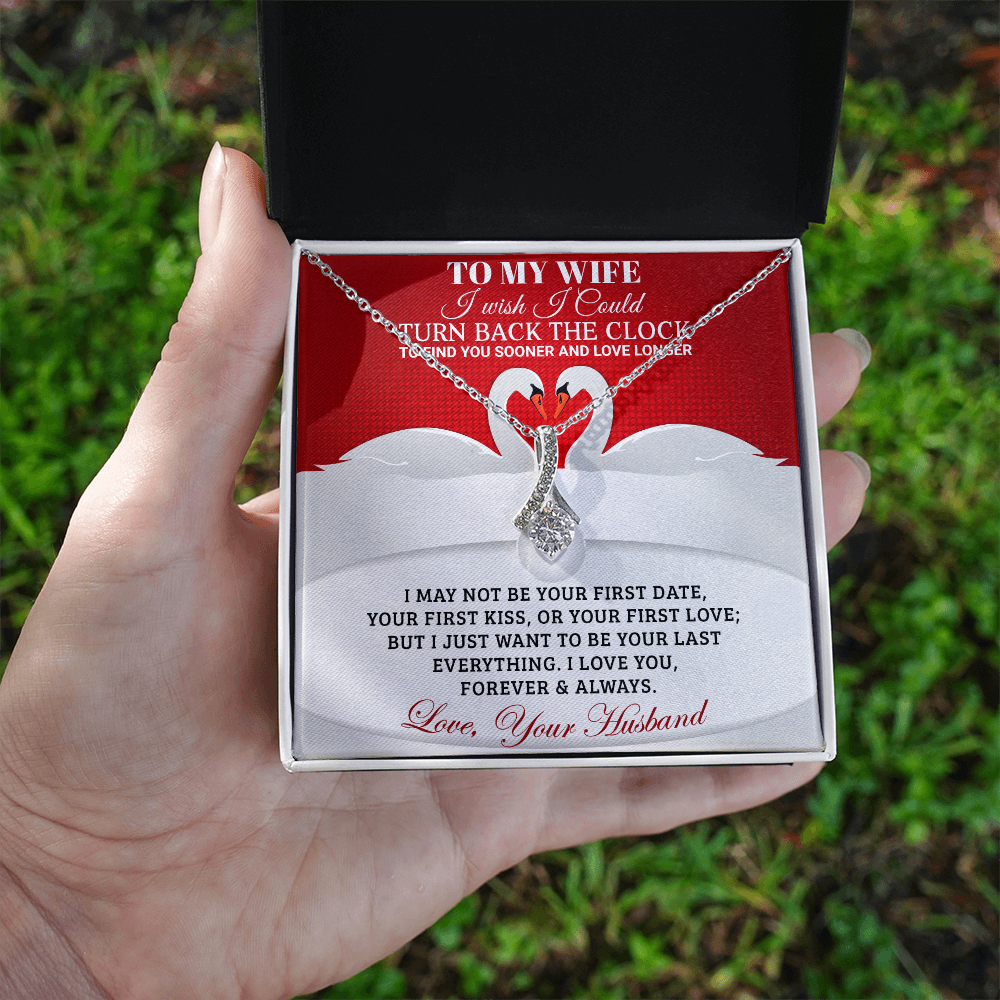 TO MY WIFE
I wish I Could
TURN BACK THE CLOCK
TO FIND YOU SOONER AND LOVE LONGER
I MAY NOT BE YOUR FIRST DATE,
YOUR FIRST KISS, OR YOUR FIRST LOVE;
BUT I JUST WANT TO BE YOUR LAST
EVERYTHING. I LOVE YOU,
FOREVER & ALWAYS.
Love, Your Husband